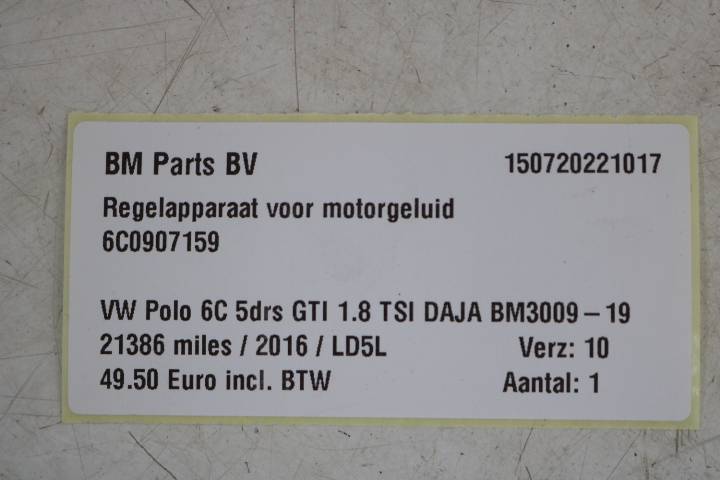 BM Parts BV 150720221017
Regelapparaat voor motorgeluid
6C0907159
VW Polo 6C 5drs GTI 1.8 TSI DAJA BM3009 – 19
21386 miles / 2016 / LD5L Verz: 10
49.50 Euro incl. BTW Aantal: 1